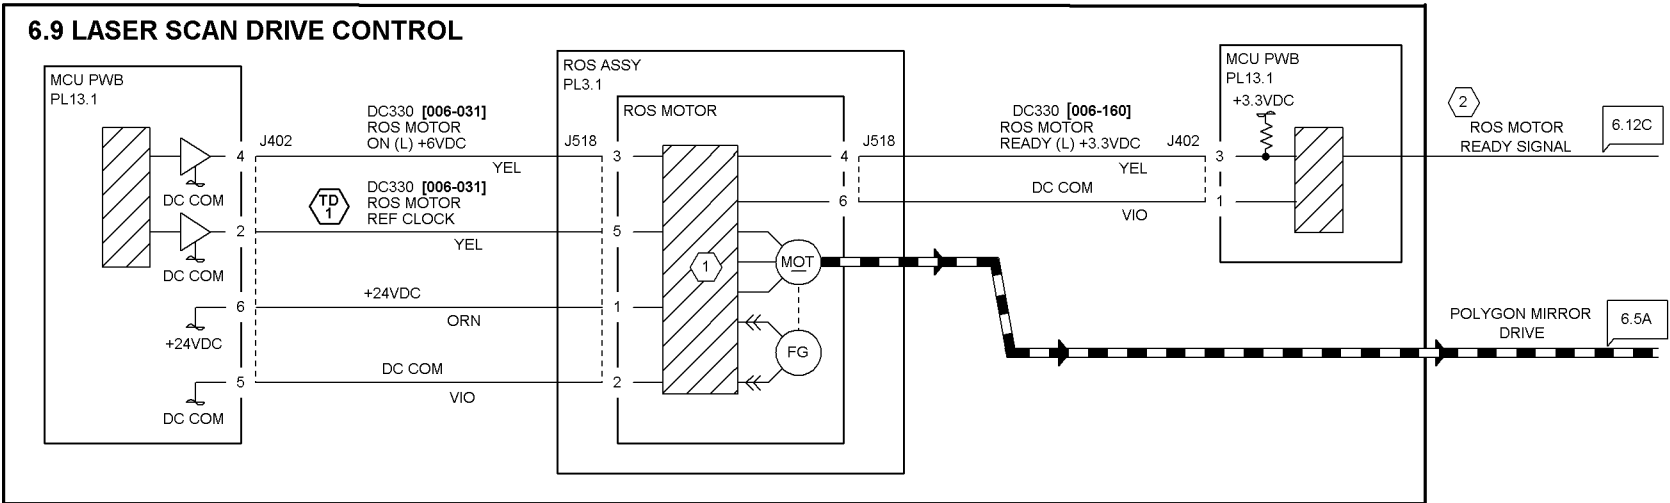 6.9 LASER SCAN DRIVE CONTROL
MCU PWB
PL13.1
DC COM
DC COM
+24VDC
DC COM
4
2
6
5
J402
DC330 [006-031]
ROS MOTOR
ON (L) +6VDC
YEL
TD
1
DC330 [006-031]
ROS MOTOR
REF CLOCK
YEL
+24VDC
ORN
DC COM
VIO
J518
ROS ASSY
PL3.1
ROS MOTOR
3
5
1
2
1
MOT
FG
4
6
J518
DC330 [006-160]
ROS MOTOR
READY (L) +3.3VDC
YEL
DC COM
VIO
J402
MCU PWB
PL13.1
+3.3VDC
3
1
2
ROS MOTOR
READY SIGNAL
6.12C
POLYGON MIRROR
DRIVE
6.5A